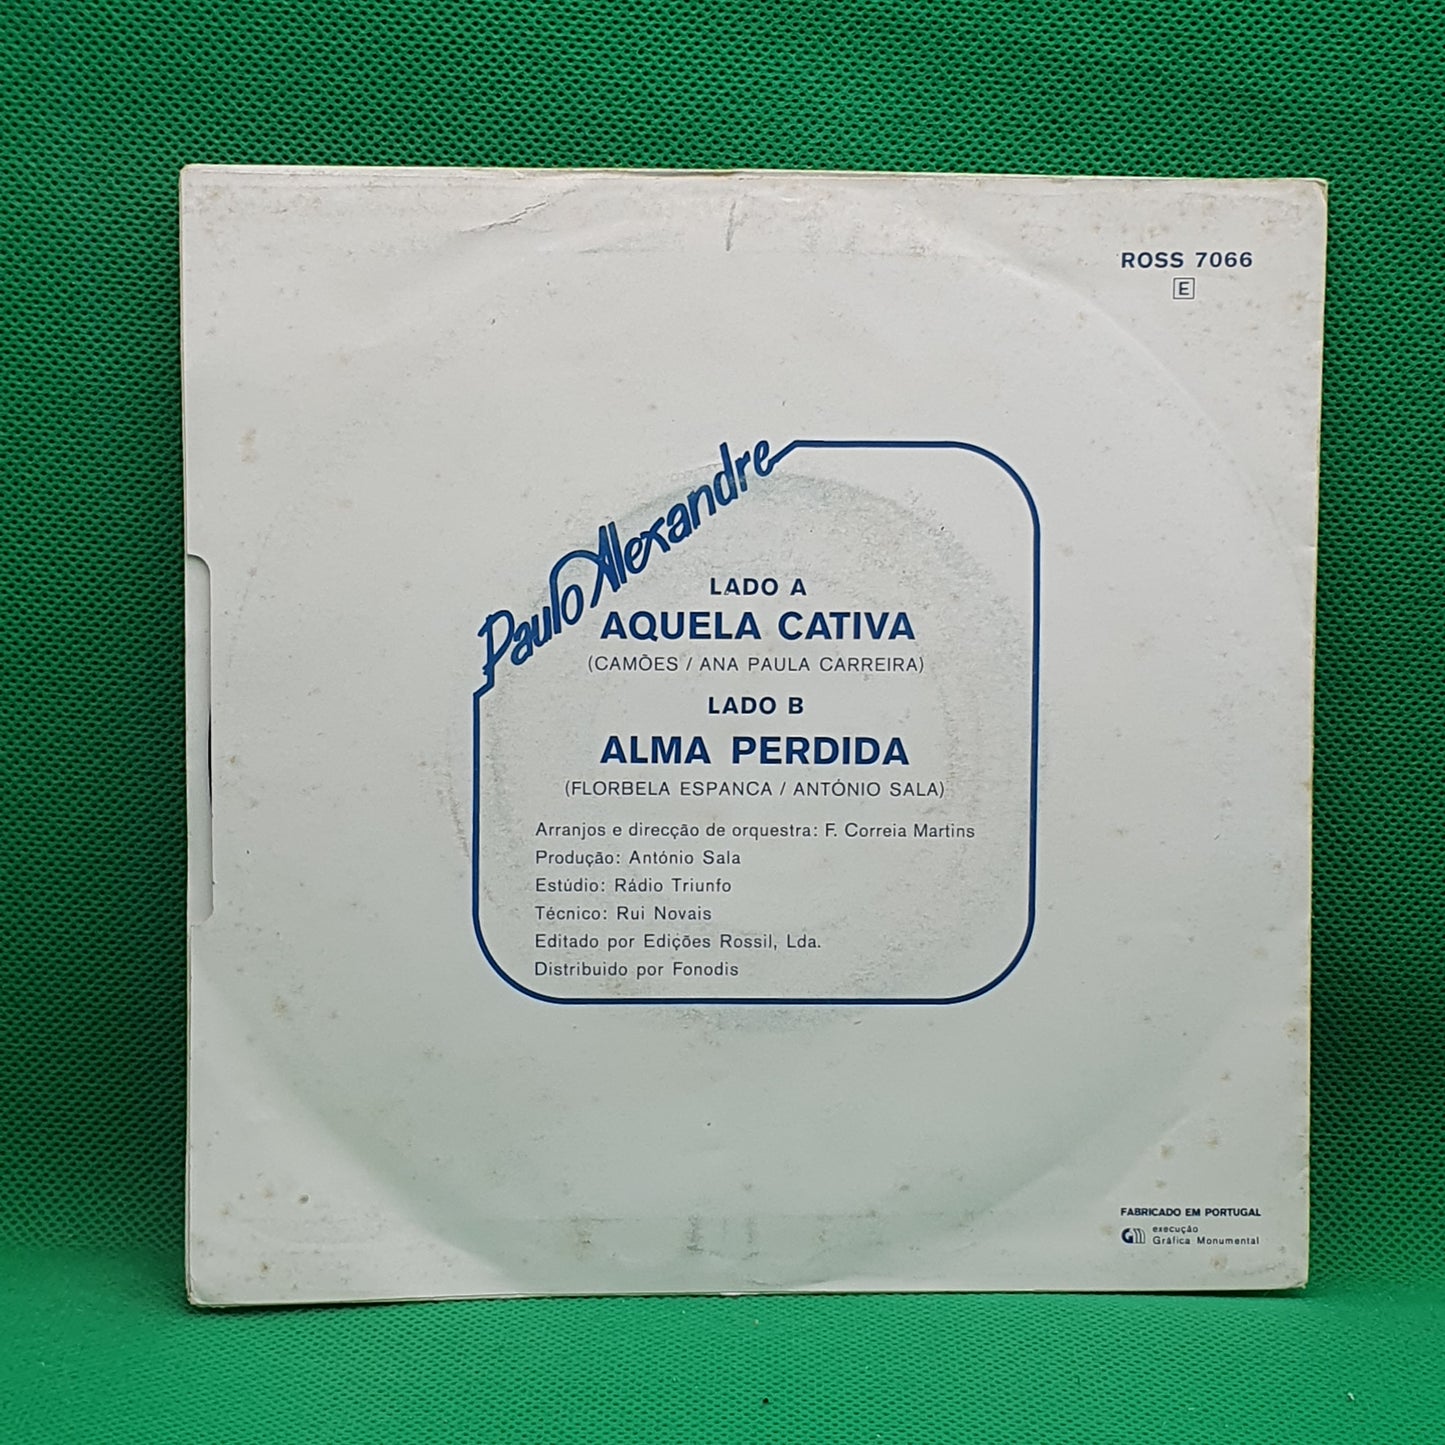 ROSS 7066
E
Paulo Alexandre
LADO A
AQUELA CATIVA
(CAMÕES / ANA PAULA CARREIRA)
LADO B
ALMA PERDIDA
(FLORBELA ESPANCA / ANTÓNIO SALA)
Arranjos e direcção de orquestra: F. Correia Martins
Produção: António Sala
Estúdio: Rádio Triunfo
Técnico: Rui Novais
Editado por Edições Rossil, Lda.
Distribuido por Fonodis
FABRICADO EM PORTUGAL
execução
Gráfica Monumental